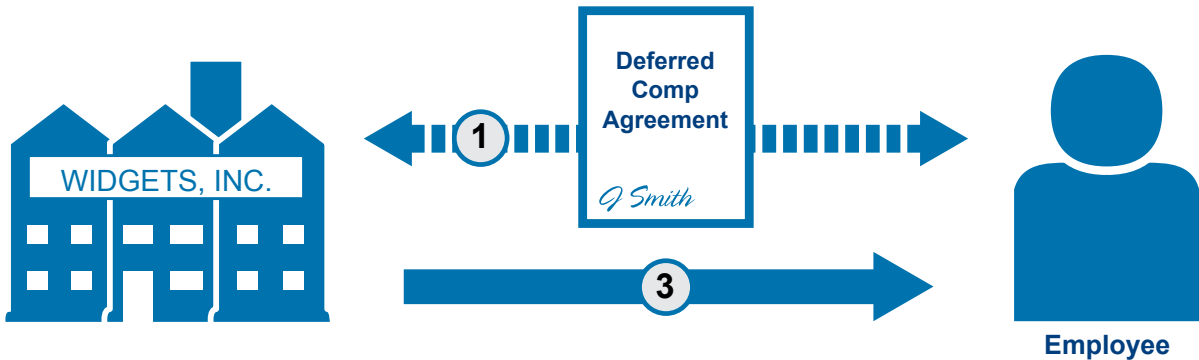 Deferred
Comp
Agreement
1
WIDGETS, INC.
J Smith
3
Employee